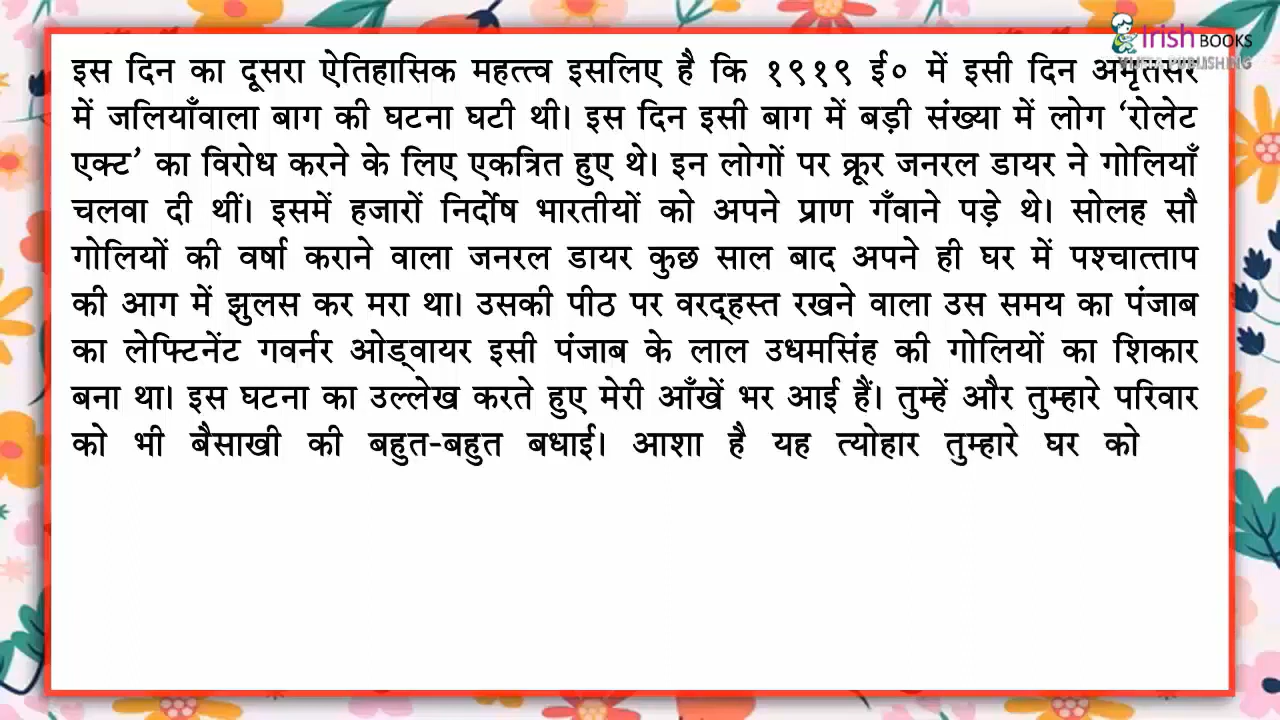 Irish BOOKS
इस दिन का दूसरा ऐतिहासिक महत्त्व इसलिए है कि १९१९ ई० में इसी दिन अमृतसर
में जलियाँवाला बाग की घटना घटी थी। इस दिन इसी बाग में बड़ी संख्या में लोग ‘रोलेट
एक्ट’ का विरोध करने के लिए एकत्रित हुए थे। इन लोगों पर क्रूर जनरल डायर ने गोलियाँ
चलवा दी थीं। इसमें हजारों निर्दोष भारतीयों को अपने प्राण गँवाने पड़े थे। सोलह सौ
गोलियों की वर्षा कराने वाला जनरल डायर कुछ साल बाद अपने ही घर में पश्चात्ताप
की आग में झुलस कर मरा था। उसकी पीठ पर वरद्हस्त रखने वाला उस समय का पंजाब
का लेफ्टिनेंट गवर्नर ओड्वायर इसी पंजाब के लाल उधमसिंह की गोलियों का शिकार
बना था। इस घटना का उल्लेख करते हुए मेरी आँखें भर आई हैं। तुम्हें और तुम्हारे परिवार
को भी बैसाखी की बहुत-बहुत बधाई। आशा है यह त्योहार तुम्हारे घर को